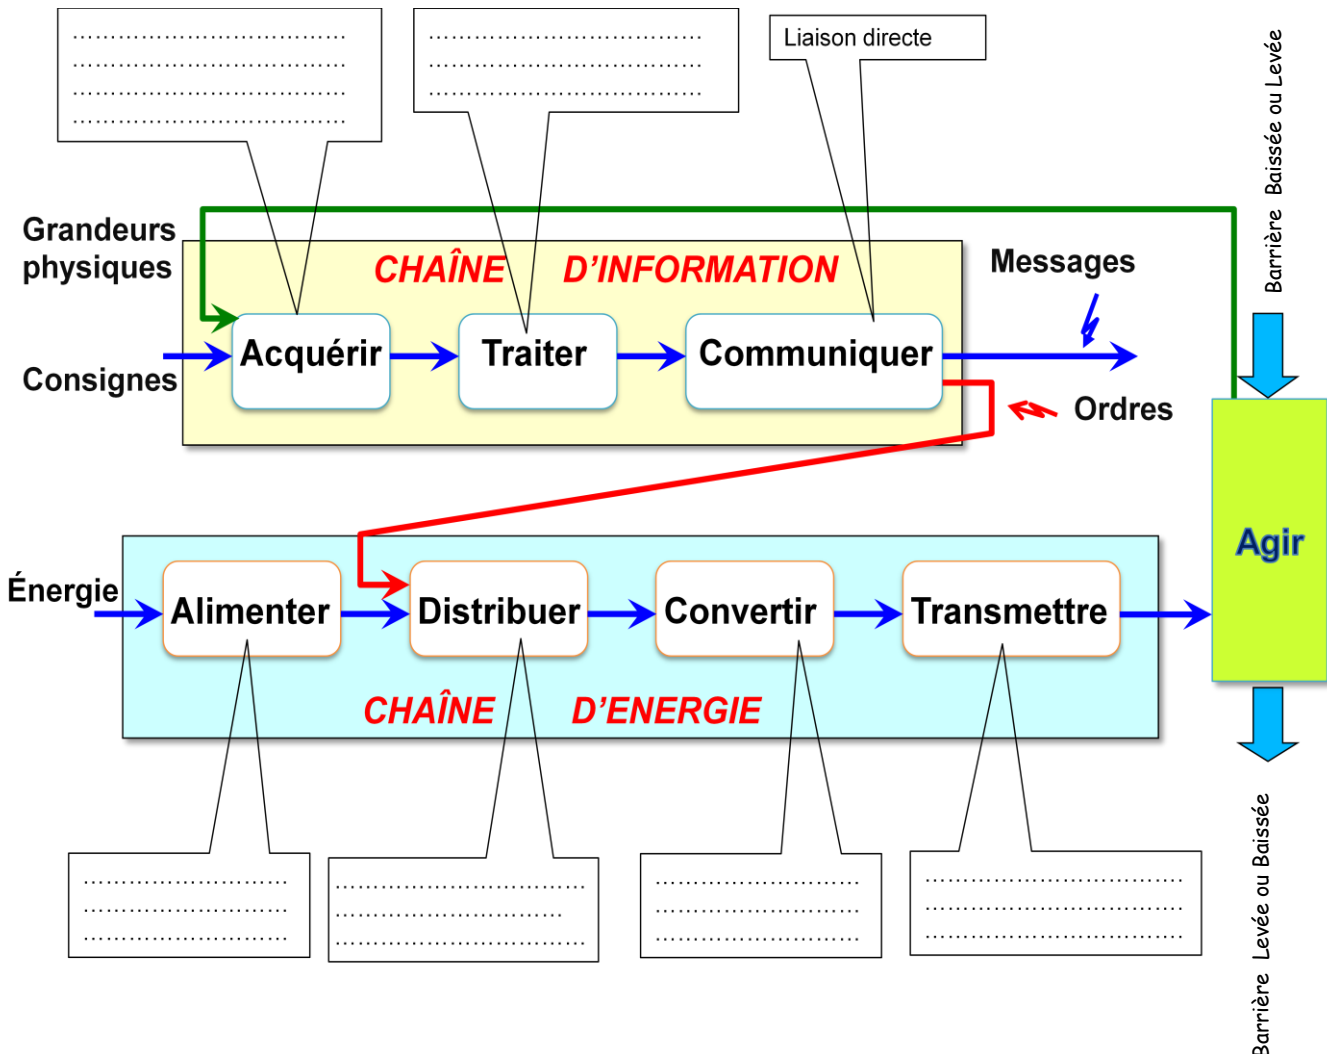 ……………………………
……………………………
……………………………
……………………………
……………………………
……………………………
……………………………
Liaison directe
Barrière Baissée ou Levée
Grandeurs
physiques
CHAÎNE D’INFORMATION
Messages
Acquérir
Traiter
Communiquer
Consignes
Ordres
Agir
Énergie
Alimenter
Distribuer
Convertir
Transmettre
CHAÎNE D’ENERGIE
……………………
……………………
……………………
…………………………
………………………
…………………………
……………………
……………………
……………………
…………………………
…………………………
…………………………
Barrière Levée ou Baissée